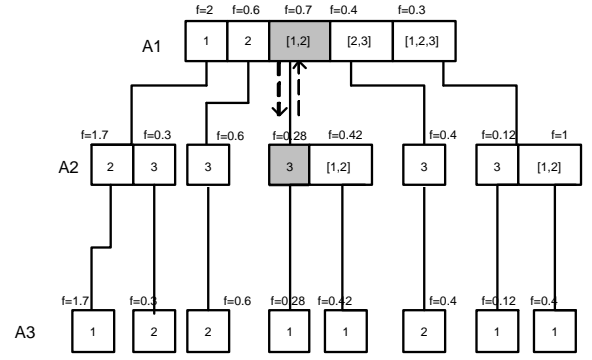 f=2 f=0.6 f=0.7 f=0.4 f=0.3
A1 1 2 [1,2] [2,3] [1,2,3]
f=1.7 f=0.3 f=0.6 f=0.28 f=0.42 f=0.4 f=0.12 f=1
A2 2 3 3 3 [1,2] 3 3 [1,2]
f=1.7 f=0.3 f=0.6 f=0.28 f=0.42 f=0.4 f=0.12 f=0.4
A3 1 2 2 1 1 2 1 1